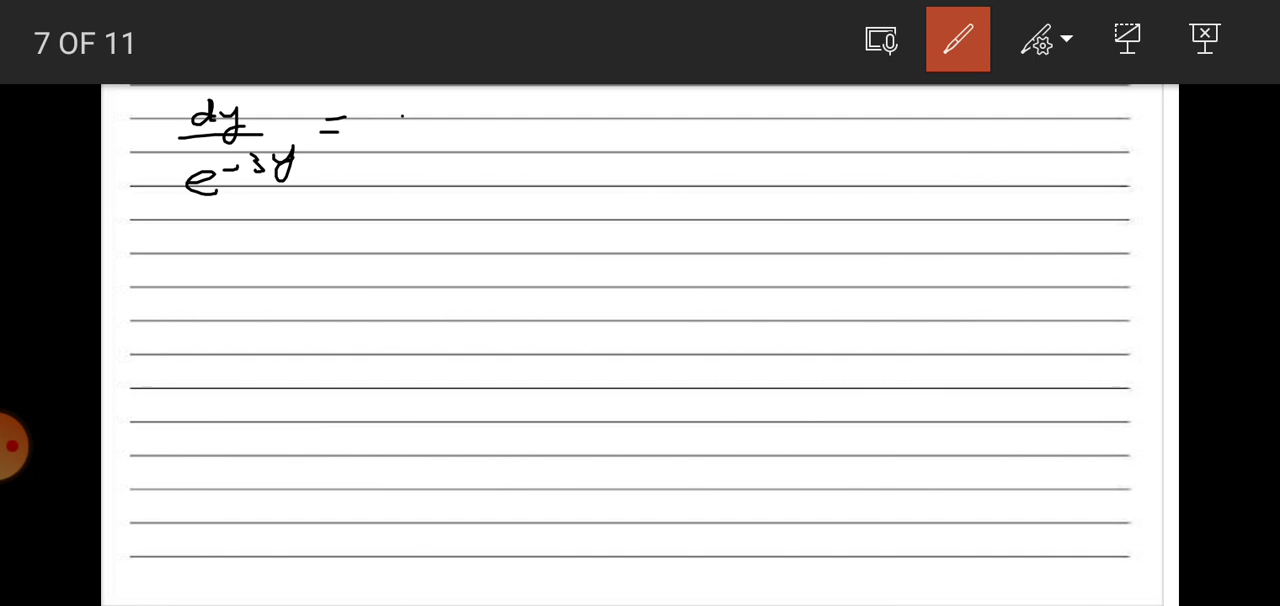 7 OF 11
dy
e^{-3y} =